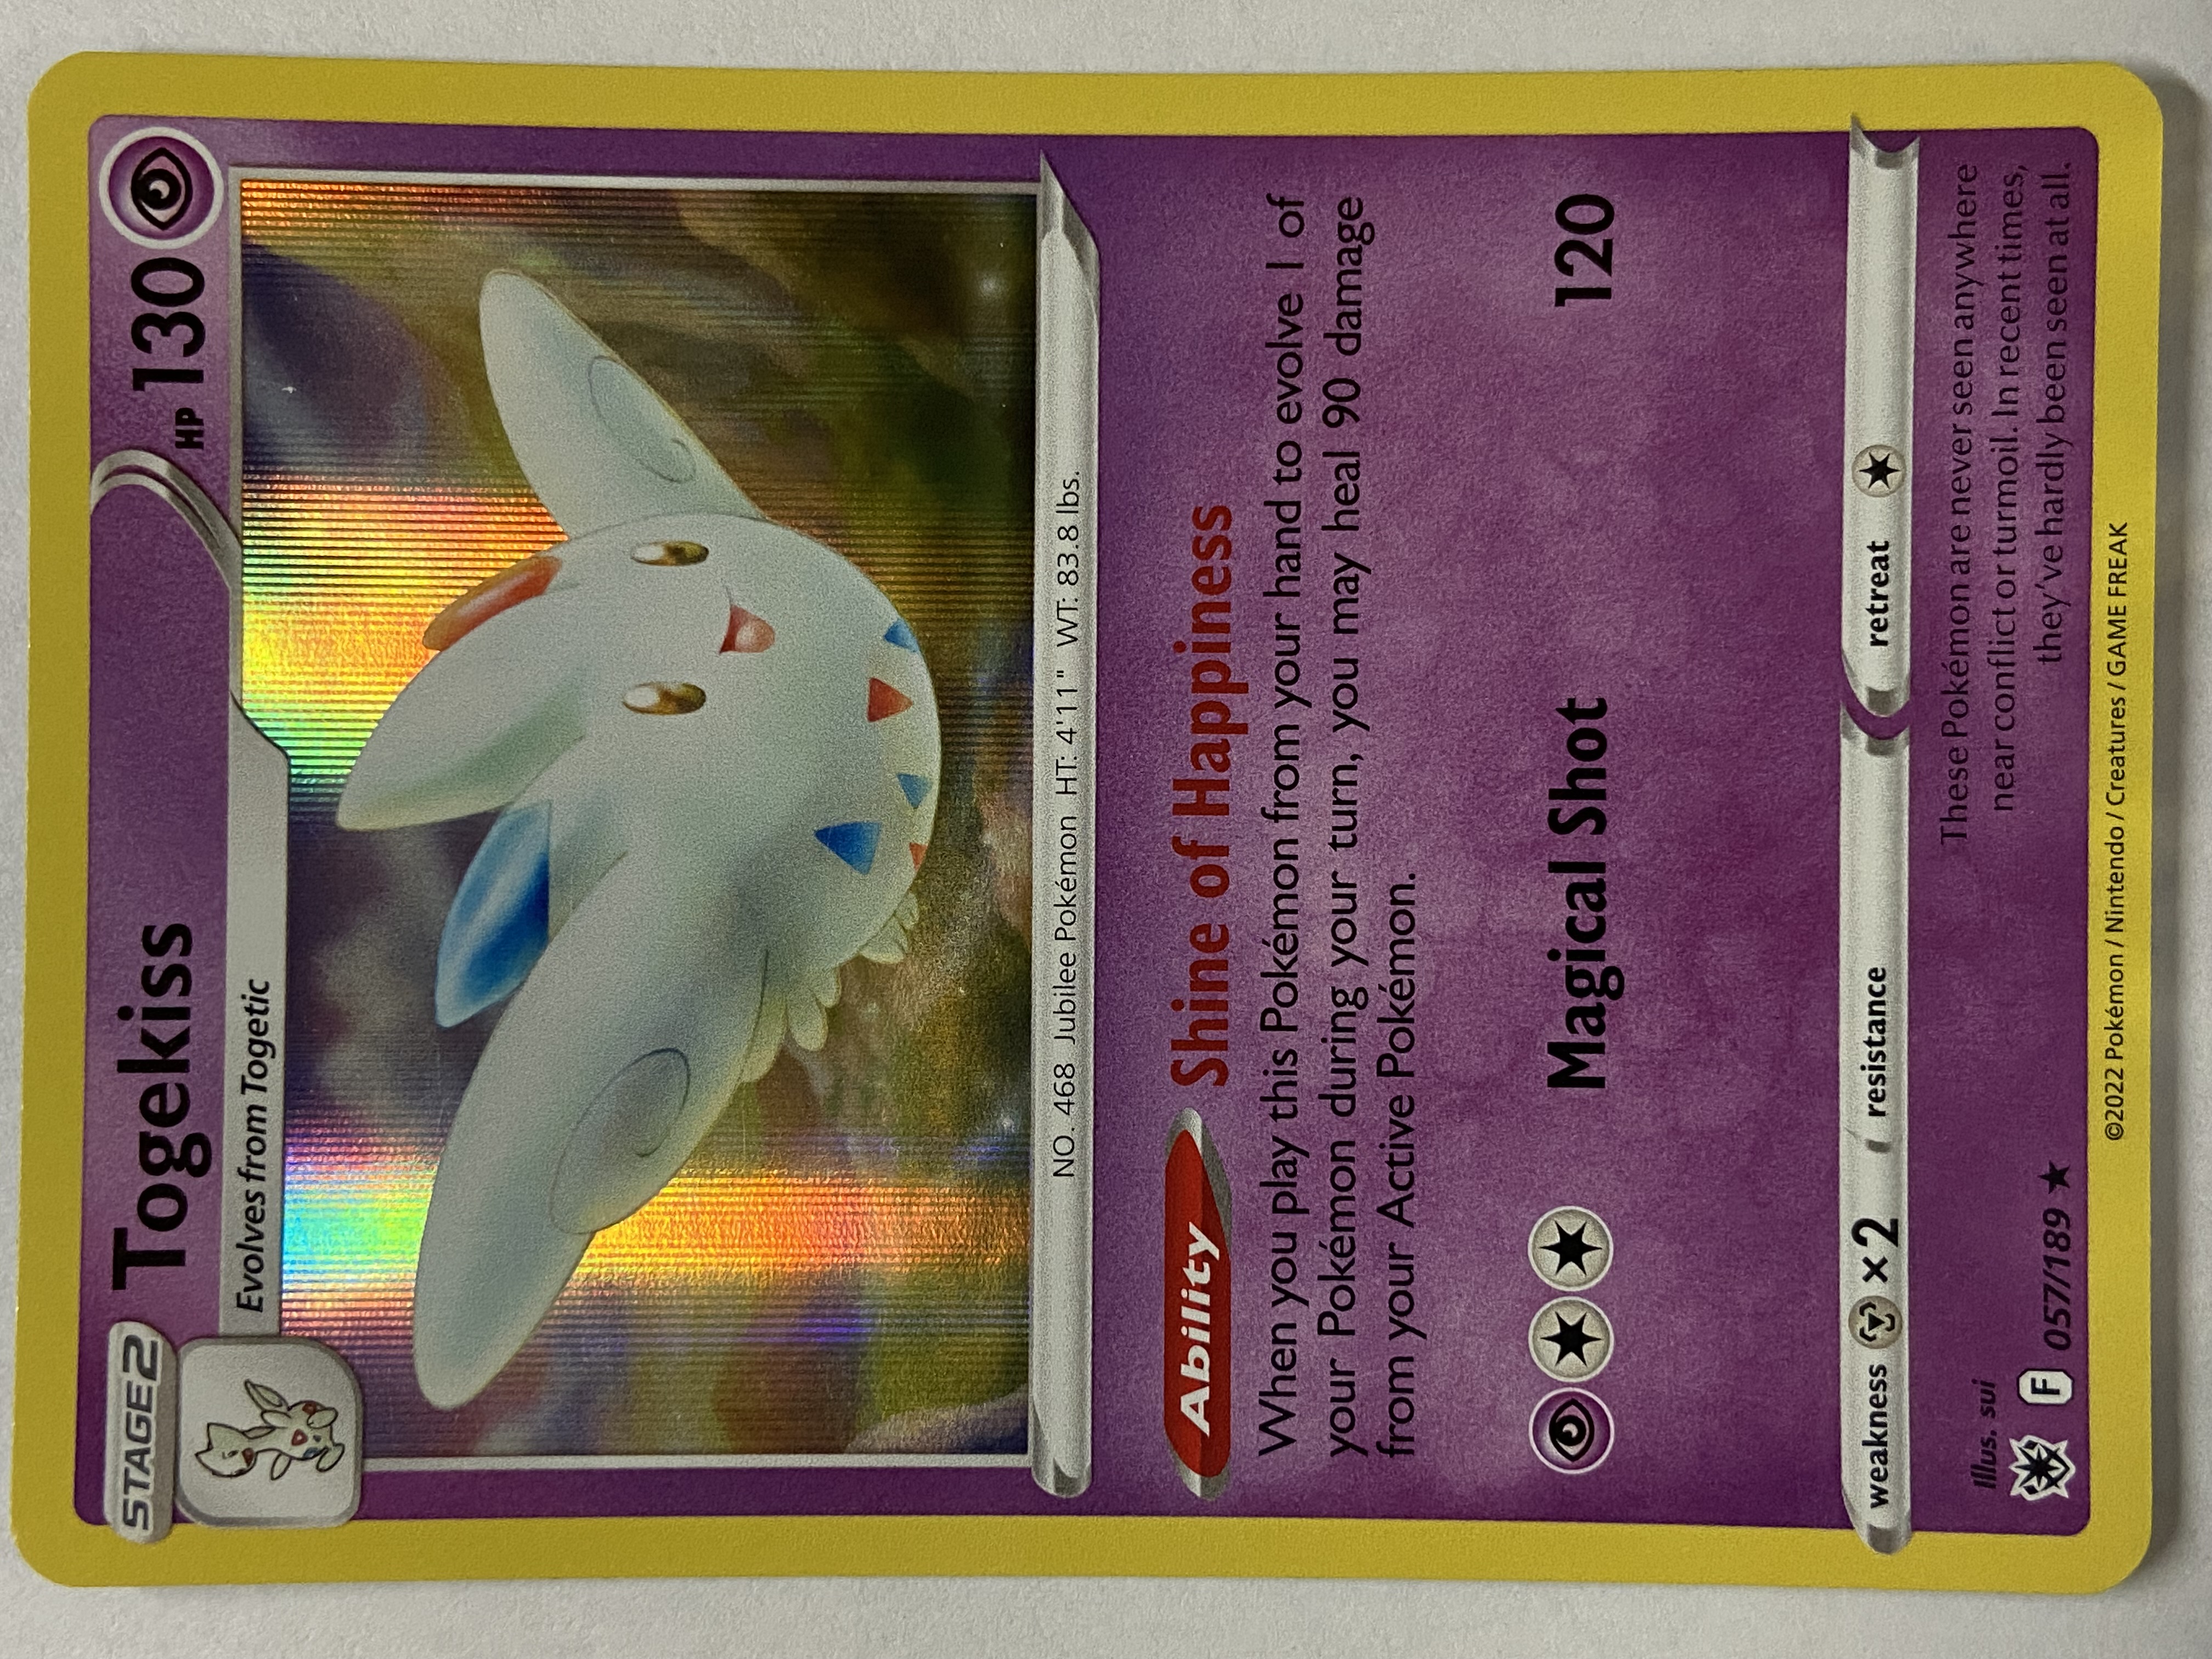 STAGE 2
Togekiss
HP 130
Evolves from Togetic
NO. 468 Jubilee Pokémon HT: 4'11" WT: 83.8 lbs.
Ability Shine of Happiness
When you play this Pokémon from your hand to evolve 1 of
your Pokémon during your turn, you may heal 90 damage
from your Active Pokémon.
Magical Shot 120
weakness ×2 resistance retreat
Illus. sui
These Pokémon are never seen anywhere
near conflict or turmoil. In recent times,
they've hardly been seen at all.
F 057/189 ★
©2022 Pokémon / Nintendo / Creatures / GAME FREAK